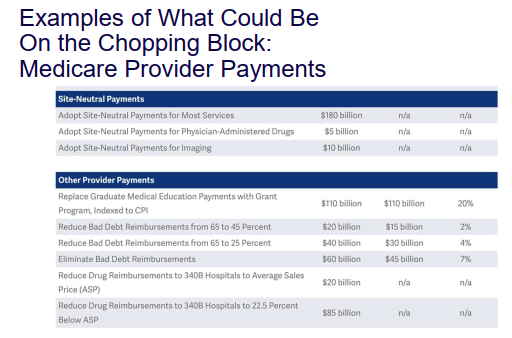 Examples of What Could Be
On the Chopping Block:
Medicare Provider Payments
Site-Neutral Payments
Adopt Site-Neutral Payments for Most Services $180 billion n/a n/a
Adopt Site-Neutral Payments for Physician-Administered Drugs $5 billion n/a n/a
Adopt Site-Neutral Payments for Imaging $10 billion n/a n/a
Other Provider Payments
Replace Graduate Medical Education Payments with Grant
Program, Indexed to CPI $110 billion $110 billion 20%
Reduce Bad Debt Reimbursements from 65 to 45 Percent $20 billion $15 billion 2%
Reduce Bad Debt Reimbursements from 65 to 25 Percent $40 billion $30 billion 4%
Eliminate Bad Debt Reimbursements $60 billion $45 billion 7%
Reduce Drug Reimbursements to 340B Hospitals to Average Sales
Price (ASP) $20 billion n/a n/a
Reduce Drug Reimbursements to 340B Hospitals to 22.5 Percent
Below ASP $85 billion n/a n/a